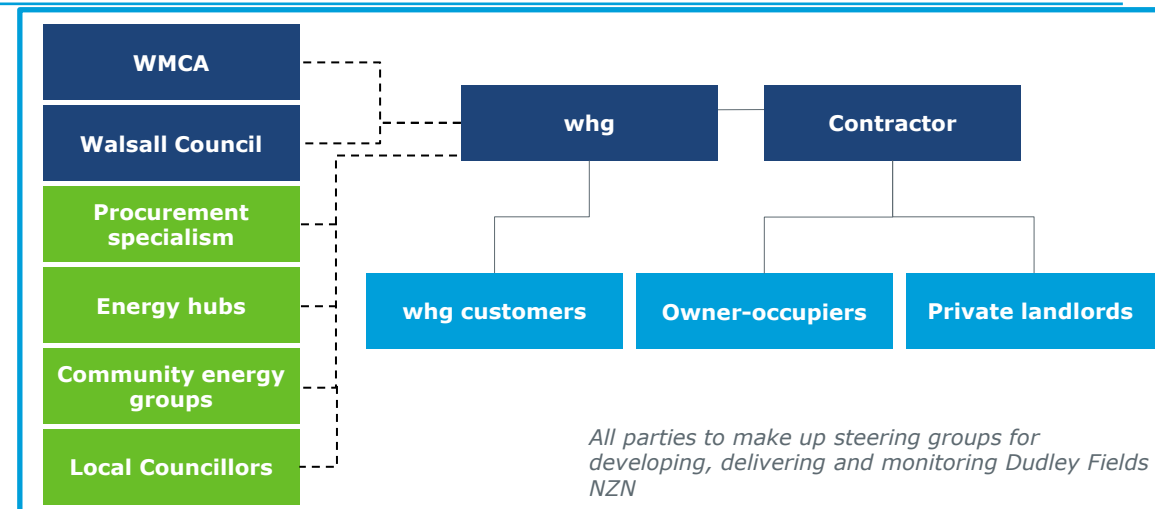 WMCA
Walsall Council
Procurement
specialism
Energy hubs
Community energy
groups
Local Councillors
whg
Contractor
whg customers
Owner-occupiers
Private landlords
All parties to make up steering groups for
developing, delivering and monitoring Dudley Fields
NZN